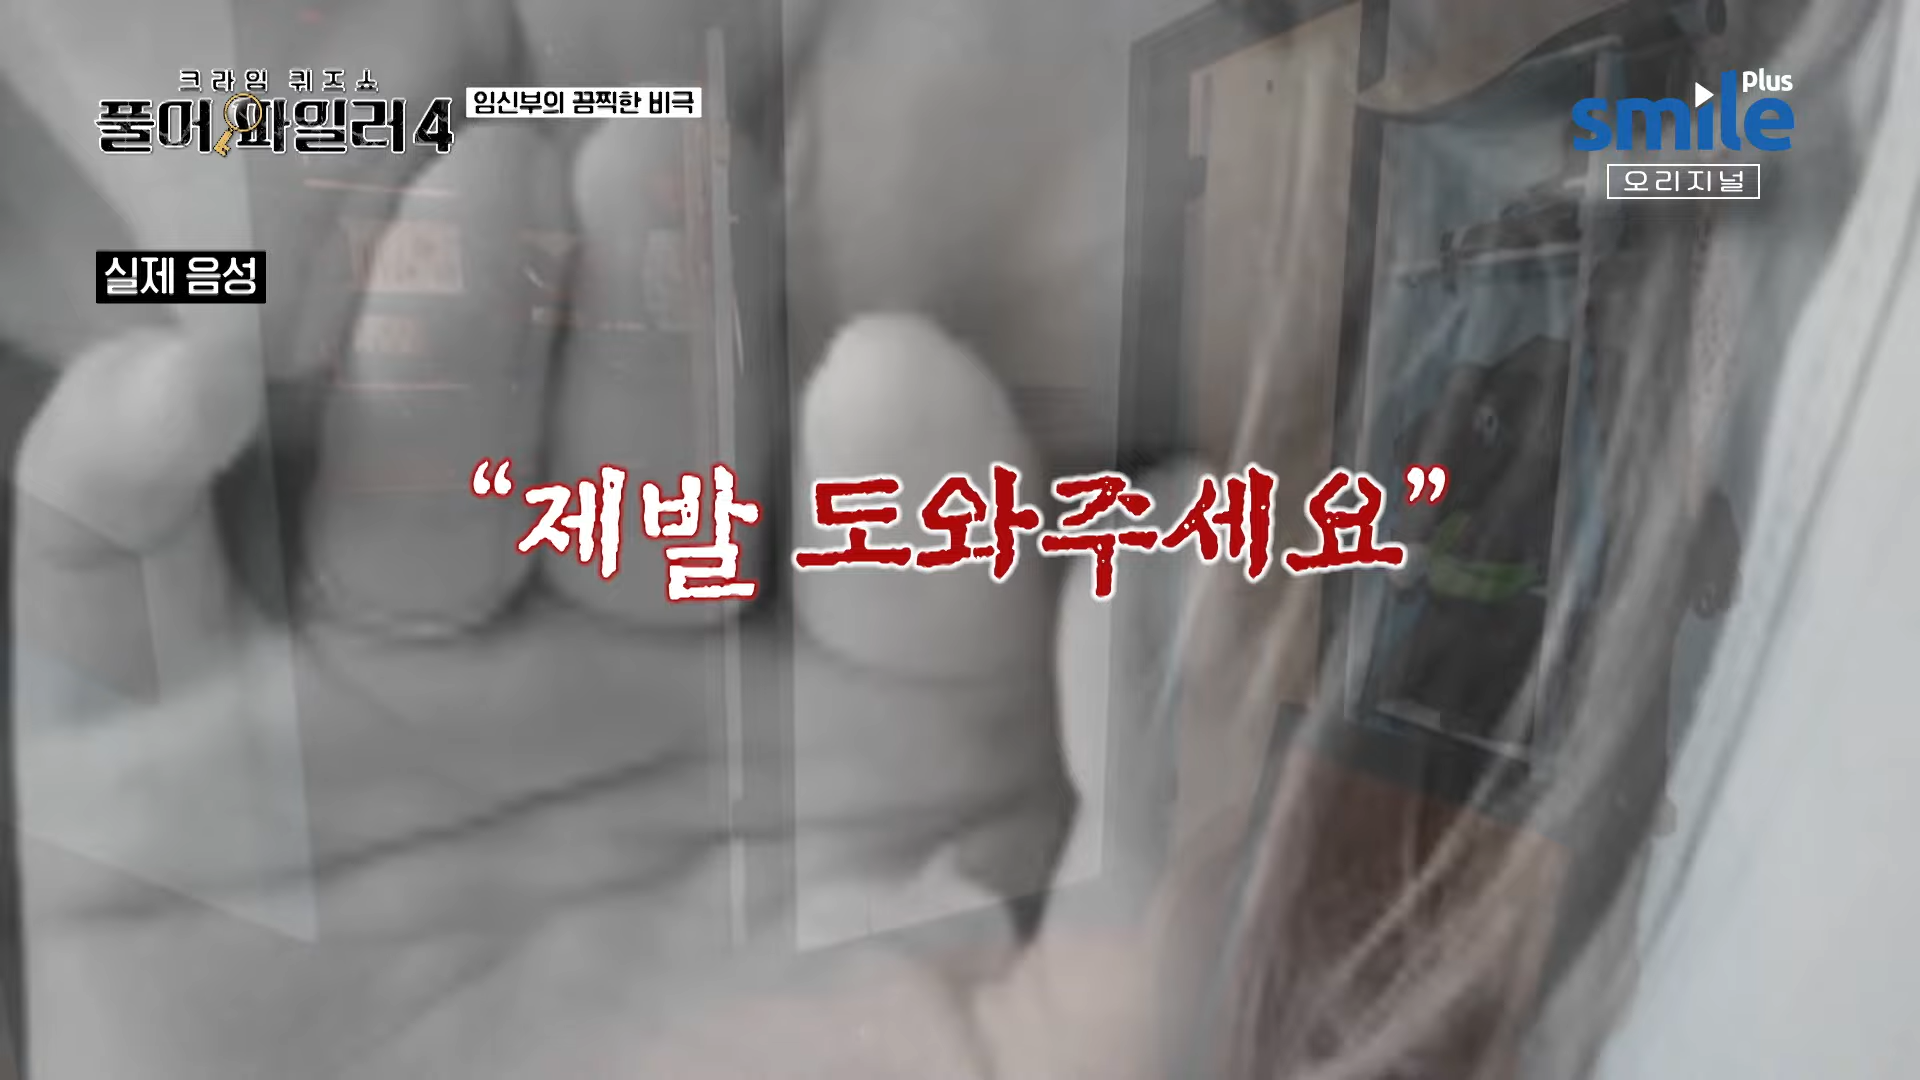 크라임 퀴즈쇼
풀어파일러4
임신부의 끔찍한 비극
smile Plus
오리지널
실제 음성
“제발 도와주세요”